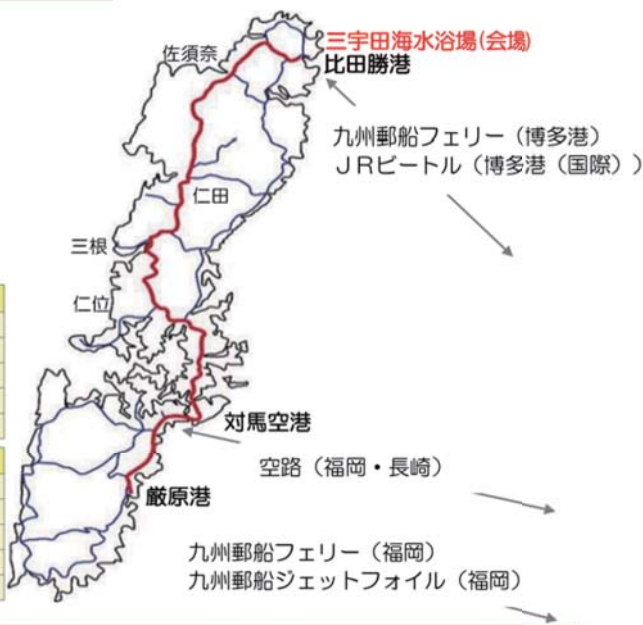 三宇田海水浴場(会場)
佐須奈
比田勝港
九州郵船フェリー（博多港）
ＪＲビートル（博多港（国際））
仁田
三根
仁位
対馬空港
空路（福岡・長崎）
厳原港
九州郵船フェリー（福岡）
九州郵船ジェットフォイル（福岡）